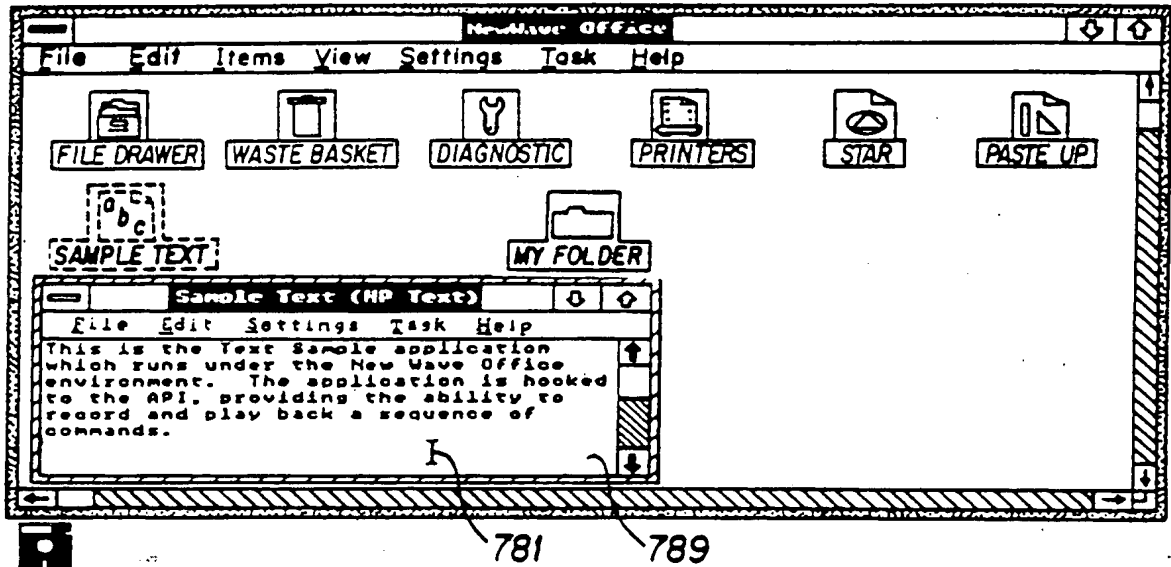 NewWave Office
File Edit Items View Settings Task Help
FILE DRAWER WASTE BASKET DIAGNOSTIC PRINTERS STAR PASTE UP
abc
SAMPLE TEXT MY FOLDER
Sample Text (HP Text)
File Edit Settings Task Help
This is the Text Sample application
which runs under the New Wave Office
environment. The application is hooked
to the API, providing the ability to
record and play back a sequence of
commands.
781 789